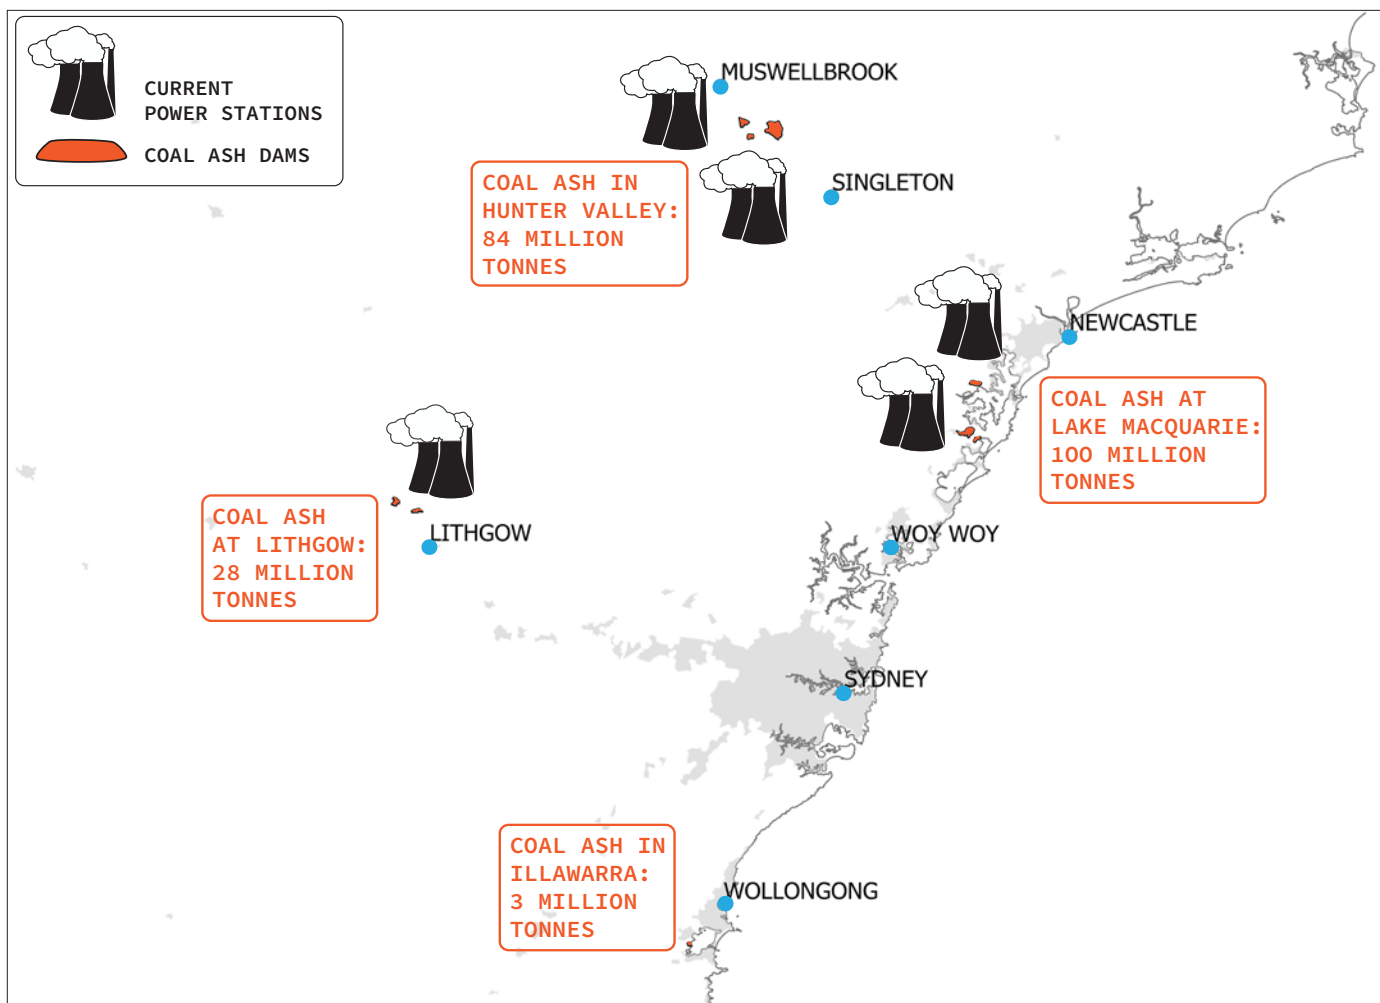 CURRENT
POWER STATIONS
COAL ASH DAMS
MUSWELLBROOK
COAL ASH IN
HUNTER VALLEY:
84 MILLION
TONNES
SINGLETON
NEWCASTLE
COAL ASH AT
LAKE MACQUARIE:
100 MILLION
TONNES
COAL ASH
AT LITHGOW:
28 MILLION
TONNES
LITHGOW
WOY WOY
SYDNEY
COAL ASH IN
ILLAWARRA:
3 MILLION
TONNES
WOLLONGONG